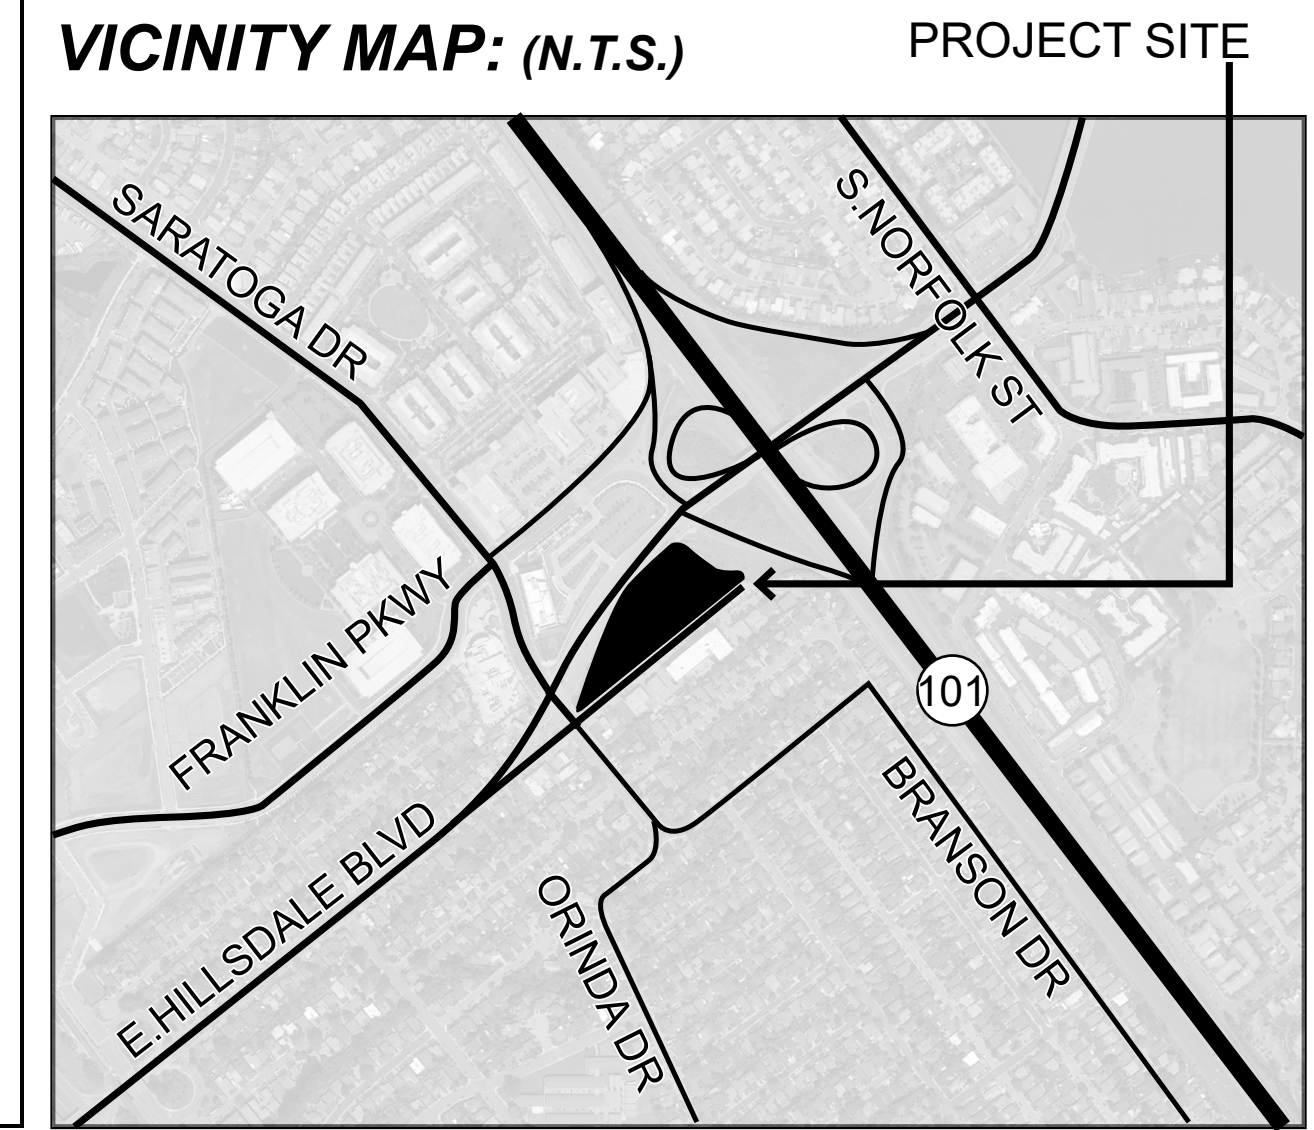 VICINITY MAP: (N.T.S.)
PROJECT SITE
SARATOGA DR
S.NORFOLK ST
FRANKLIN PKWY
101
E.HILLSDALE BLVD
BRANSON DR
ORINDA DR